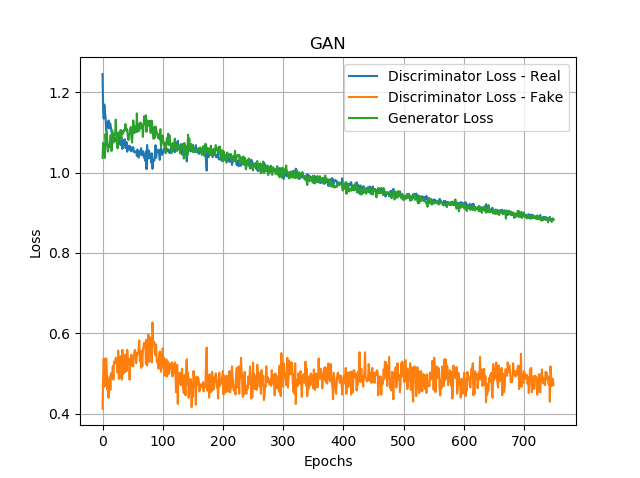 GAN
Discriminator Loss - Real
Discriminator Loss - Fake
Generator Loss
1.2
1.0
0.8
0.6
0.4
Loss
0 100 200 300 400 500 600 700
Epochs